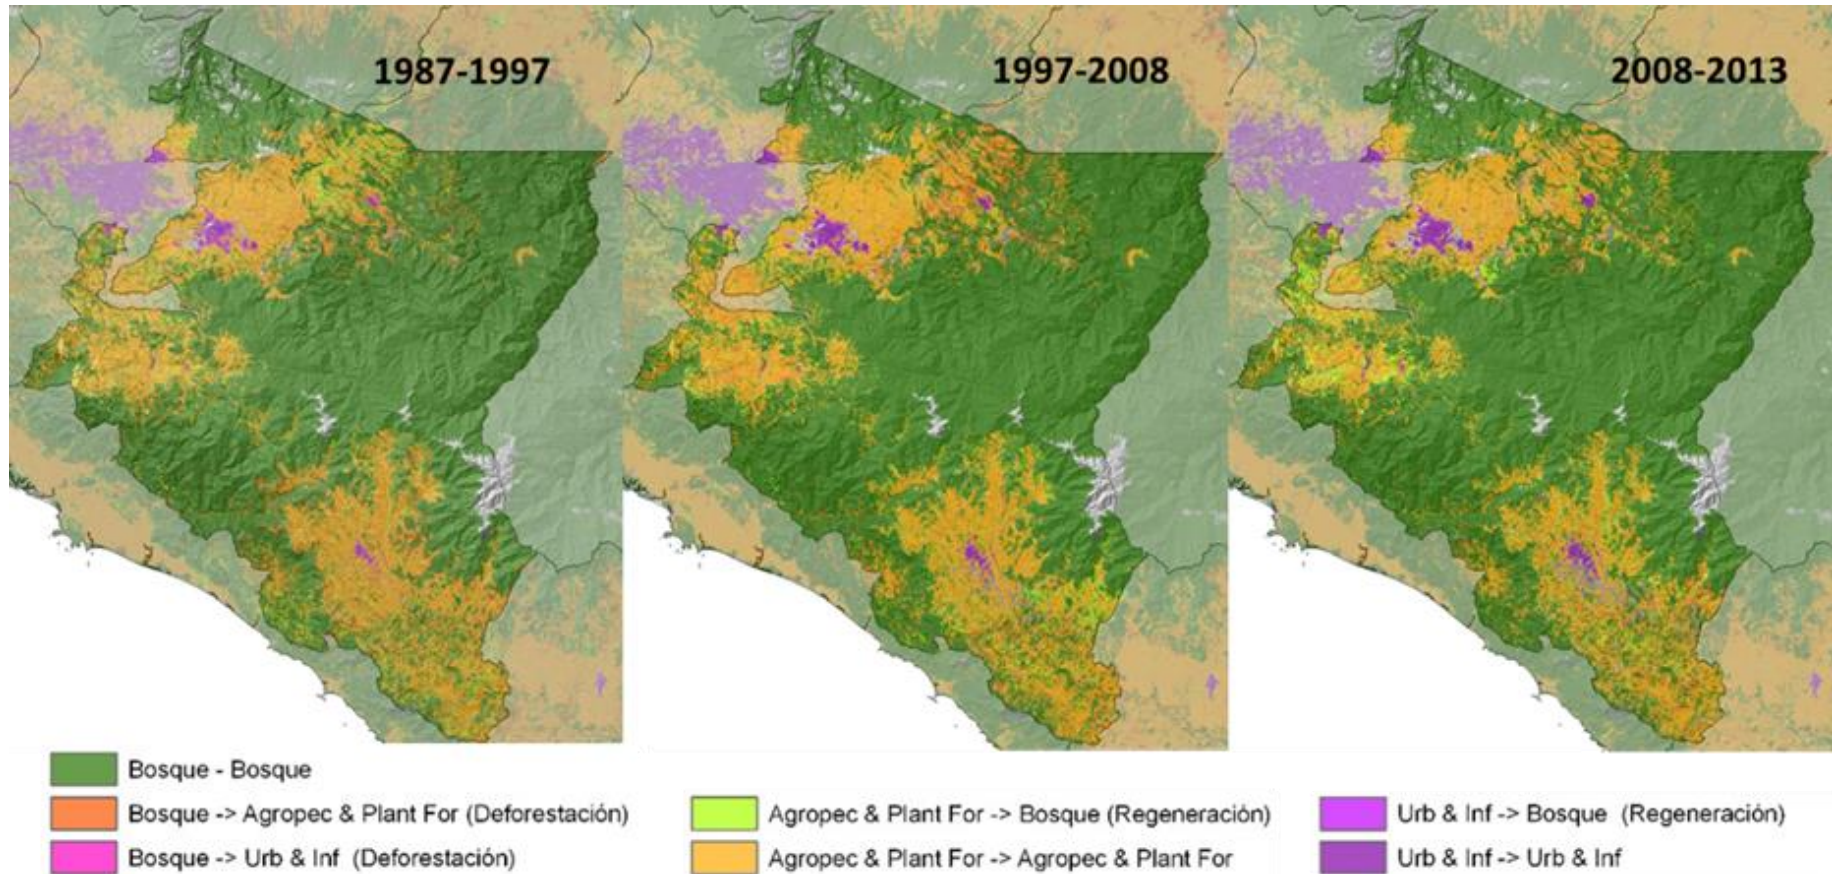 1987-1997
1997-2008
2008-2013
Bosque - Bosque
Bosque -> Agropec & Plant For (Deforestación)
Bosque -> Urb & Inf (Deforestación)
Agropec & Plant For -> Bosque (Regeneración)
Agropec & Plant For -> Agropec & Plant For
Urb & Inf -> Bosque (Regeneración)
Urb & Inf -> Urb & Inf